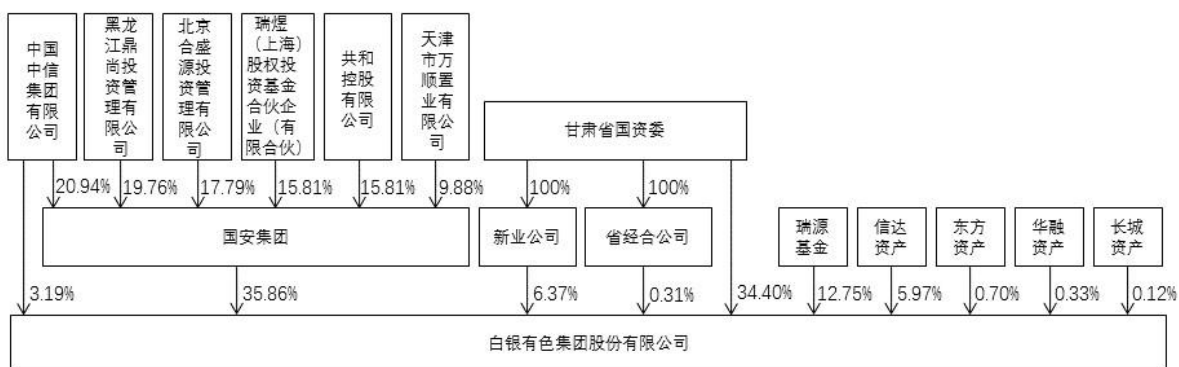 中国
中信
集团
有限
公司
黑龙
江鼎
尚投
资管
理有
限公
司
北京
合盛
源投
资管
理有
限公
司
瑞煜
（上海）
股权投
资基金
合伙企
业（有
限合伙）
共和
控股
有限
公司
天津
市万
顺置
业有
限公
司
甘肃省国资委
20.94%
19.76%
17.79%
15.81%
15.81%
9.88%
100%
100%
国安集团
新业公司
省经合公司
瑞源
基金
信达
资产
东方
资产
华融
资产
长城
资产
3.19%
35.86%
6.37%
0.31%
34.40%
12.75%
5.97%
0.70%
0.33%
0.12%
白银有色集团股份有限公司